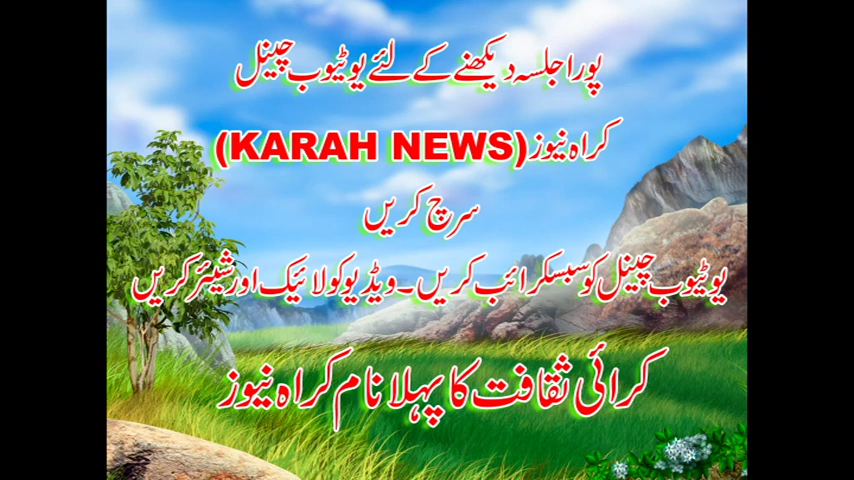 پورا جلسہ دیکھنے کے لئے یوٹیوب چینل
کراہ نیوز (KARAH NEWS)
سرچ کریں
یوٹیوب چینل کو سبسکرائب کریں۔ ویڈیو کو لائیک اور شیئر کریں
کرائی ثقافت کا پہلا نام کراہ نیوز